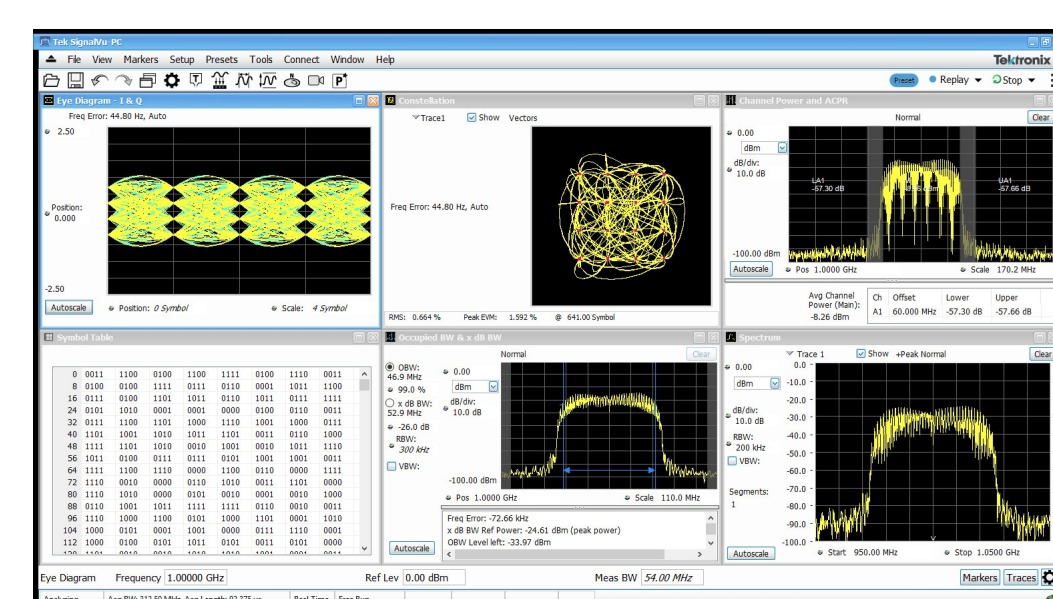 Tek SignalVu-PC
File View Markers Setup Presets Tools Connect Window Help
Tektronix
Preset Replay Stop
Eye Diagram - I & Q
Freq Error: 44.80 Hz, Auto
2.50
Position:
0.000
-2.50
Autoscale Position: 0 Symbol Scale: 4 Symbol
Constellation
Trace1 Show Vectors
Freq Error: 44.80 Hz, Auto
RMS: 0.664 % Peak EVM: 1.592 % @ 641.00 Symbol
Channel Power and ACPR
Normal Clear
0.00
dBm
dB/div:
10.0 dB
LA1 UA1
-57.30 dB -57.66 dB
-100.00 dBm
Autoscale Pos 1.0000 GHz Scale 170.2 MHz
Avg Channel
Power (Main):
-8.26 dBm
Ch Offset Lower Upper
A1 60.000 MHz -57.30 dB -57.66 dB
Symbol Table
0 0011 1100 0100 1100 1111 0100 1110 0011
8 0100 0100 1111 0111 0110 0001 1011 1100
16 0111 0100 1101 1011 0110 1011 0111 1111
24 0101 1010 0001 0001 0000 0100 0110 0011
32 0111 1100 1101 1000 1110 1001 1000 0111
40 1101 1001 1010 1011 1101 0011 0110 1000
48 1111 1101 1010 0010 1001 0010 1011 1110
56 1011 0100 0111 0111 0101 1001 1001 0011
64 1111 1100 1110 0000 1100 0110 0000 1111
72 1110 0010 0000 0110 1010 0011 1101 0000
80 1110 1010 0000 0101 0010 0001 0010 1000
88 0110 1001 1011 1111 1111 0110 0010 0011
96 1110 1000 1100 0101 1000 1101 0001 1010
104 1000 0101 0001 1001 0000 0111 1110 0001
112 1000 0100 0101 1011 0101 0011 0101 0000
Occupied BW & x dB BW
Normal Clear
OBW:
46.9 MHz
99.0 %
x dB BW:
52.9 MHz
-26.0 dB
RBW:
300 kHz
VBW:
0.00
dBm
dB/div:
10.0 dB
-100.00 dBm
Pos 1.0000 GHz Scale 110.0 MHz
Freq Error: -72.66 kHz
x dB BW Ref Power: -24.61 dBm (peak power)
OBW Level left: -33.97 dBm
Autoscale
Spectrum
Trace 1 Show +Peak Normal Clear
0.00
dBm
dB/div:
10.0 dB
RBW:
200 kHz
VBW:
Segments:
1
0.0
-10.0
-20.0
-30.0
-40.0
-50.0
-60.0
-70.0
-80.0
-90.0
-100.0
Autoscale Start 950.00 MHz Stop 1.0500 GHz
Eye Diagram Frequency 1.00000 GHz Ref Lev 0.00 dBm Meas BW 54.00 MHz Markers Traces